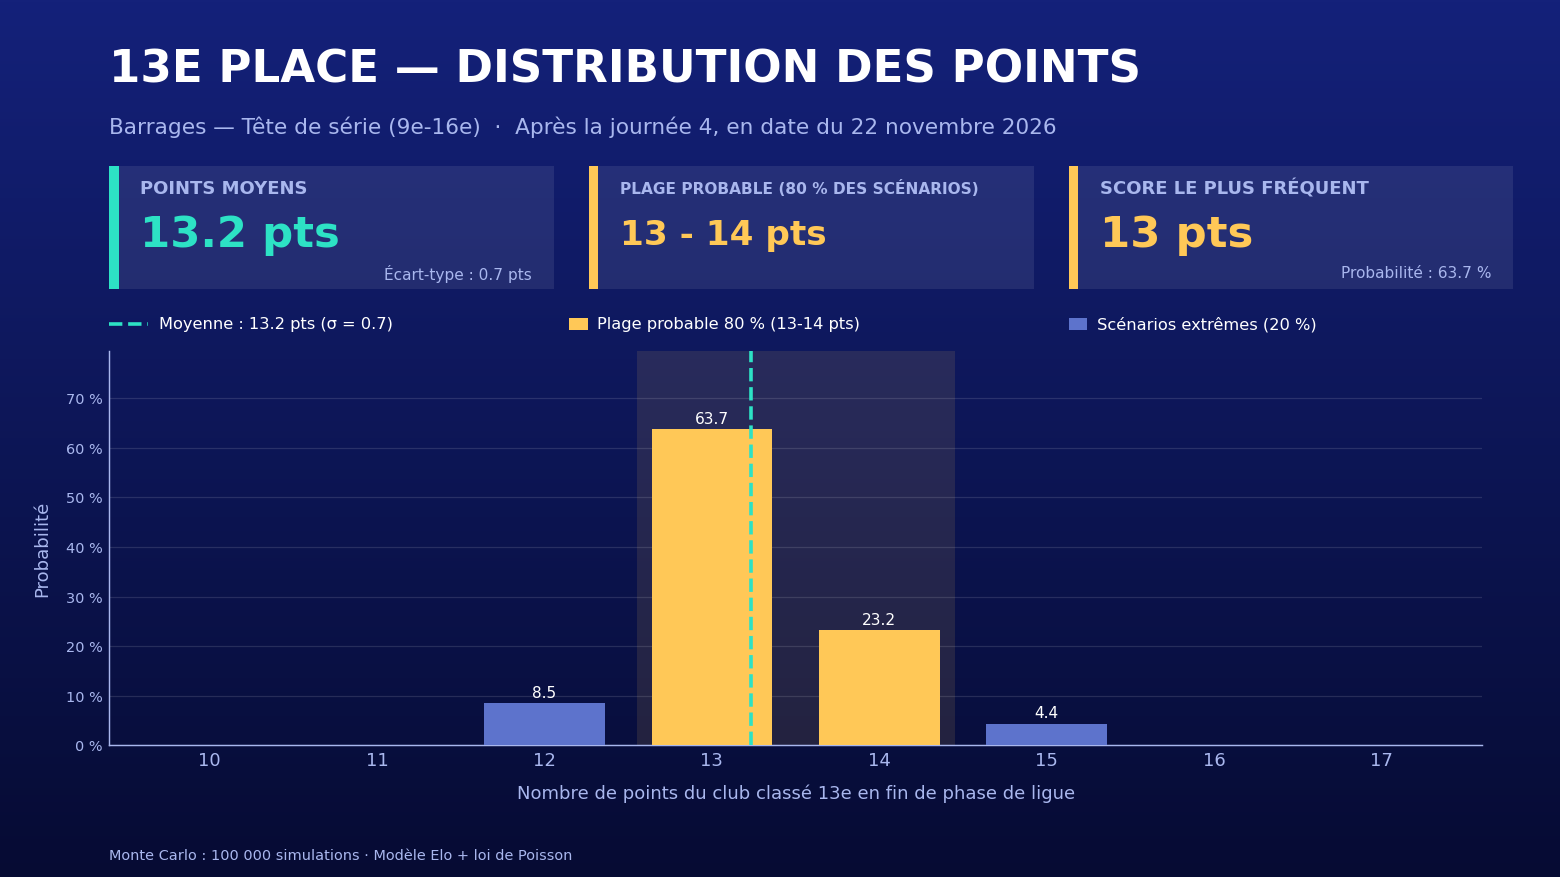 13E PLACE — DISTRIBUTION DES POINTS
Barrages — Tête de série (9e-16e) · Après la journée 4, en date du 22 novembre 2026
POINTS MOYENS
13.2 pts
Écart-type : 0.7 pts
PLAGE PROBABLE (80 % DES SCÉNARIOS)
13 - 14 pts
SCORE LE PLUS FRÉQUENT
13 pts
Probabilité : 63.7 %
Moyenne : 13.2 pts (σ = 0.7)
Plage probable 80 % (13-14 pts)
Scénarios extrêmes (20 %)
Probabilité
70 %
60 %
50 %
40 %
30 %
20 %
10 %
0 %
8.5
63.7
23.2
4.4
10 11 12 13 14 15 16 17
Nombre de points du club classé 13e en fin de phase de ligue
Monte Carlo : 100 000 simulations · Modèle Elo + loi de Poisson